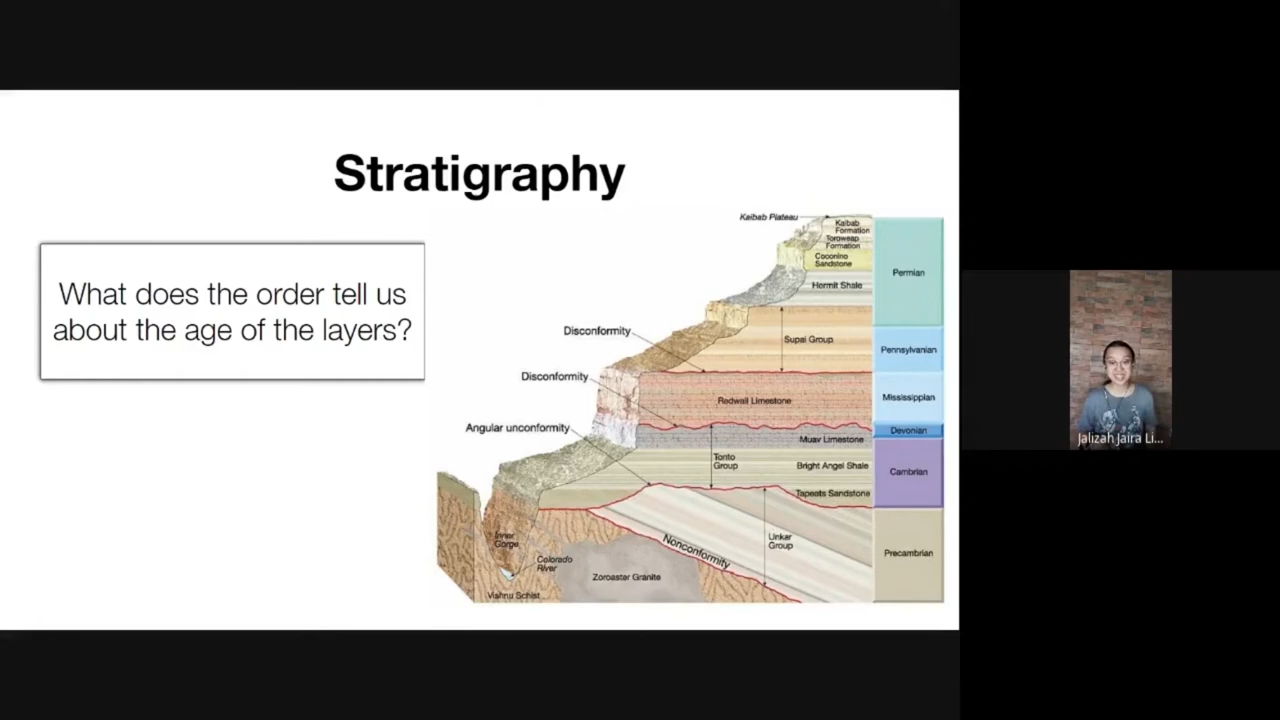 Stratigraphy
What does the order tell us
about the age of the layers?
Kaibab Plateau
Kaibab
Formation
Toroweap
Formation
Coconino
Sandstone
Hermit Shale
Permian
Disconformity
Supai Group
Pennsylvanian
Disconformity
Redwall Limestone
Mississippian
Angular unconformity
Devonian
Muav Limestone
Tonto
Group
Bright Angel Shale
Cambrian
Tapeats Sandstone
Inner
Gorge
Colorado
River
Nonconformity
Unkar
Group
Precambrian
Zoroaster Granite
Vishnu Schist
Jalizah Jaira Li...